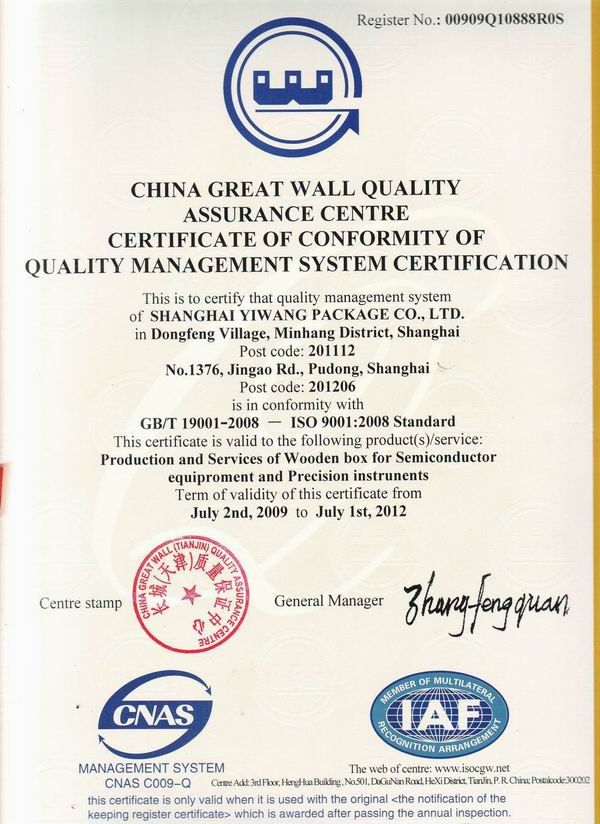 Register No.: 00909Q10888R0S
CHINA GREAT WALL QUALITY
ASSURANCE CENTRE
CERTIFICATE OF CONFORMITY OF
QUALITY MANAGEMENT SYSTEM CERTIFICATION
This is to certify that quality management system
of SHANGHAI YIWANG PACKAGE CO., LTD.
in Dongfeng Village, Minhang District, Shanghai
Post code: 201112
No.1376, Jingao Rd., Pudong, Shanghai
Post code: 201206
is in conformity with
GB/T 19001-2008 — ISO 9001:2008 Standard
This certificate is valid to the following product(s)/service:
Production and Services of Wooden box for Semiconductor
equiproment and Precision instrunents
Term of validity of this certificate from
July 2nd, 2009 to July 1st, 2012
Centre stamp
CHINA GREAT WALL (TIANJIN) QUALITY ASSURANCE CENTRE
长城(天津)质量保证中心
General Manager
Zhangfengquan
CNAS
MANAGEMENT SYSTEM
CNAS C009-Q
MEMBER OF MULTILATERAL
IAF
RECOGNITION ARRANGEMENT
The web of centre: www.isocgw.net
Centre Add: 3rd Floor, HengHua Building, No.501, DaGuNan Road, HeXi District, TianJin, P. R. China; Postalcode:300202
this certificate is only valid when it is used with the original <the notification of the
keeping register certificate> which is awarded after passing the annual inspection.